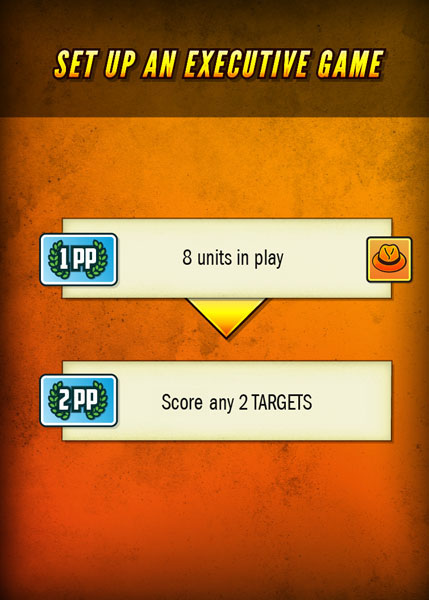 SET UP AN EXECUTIVE GAME
1 PP
8 units in play
2 PP
Score any 2 TARGETS